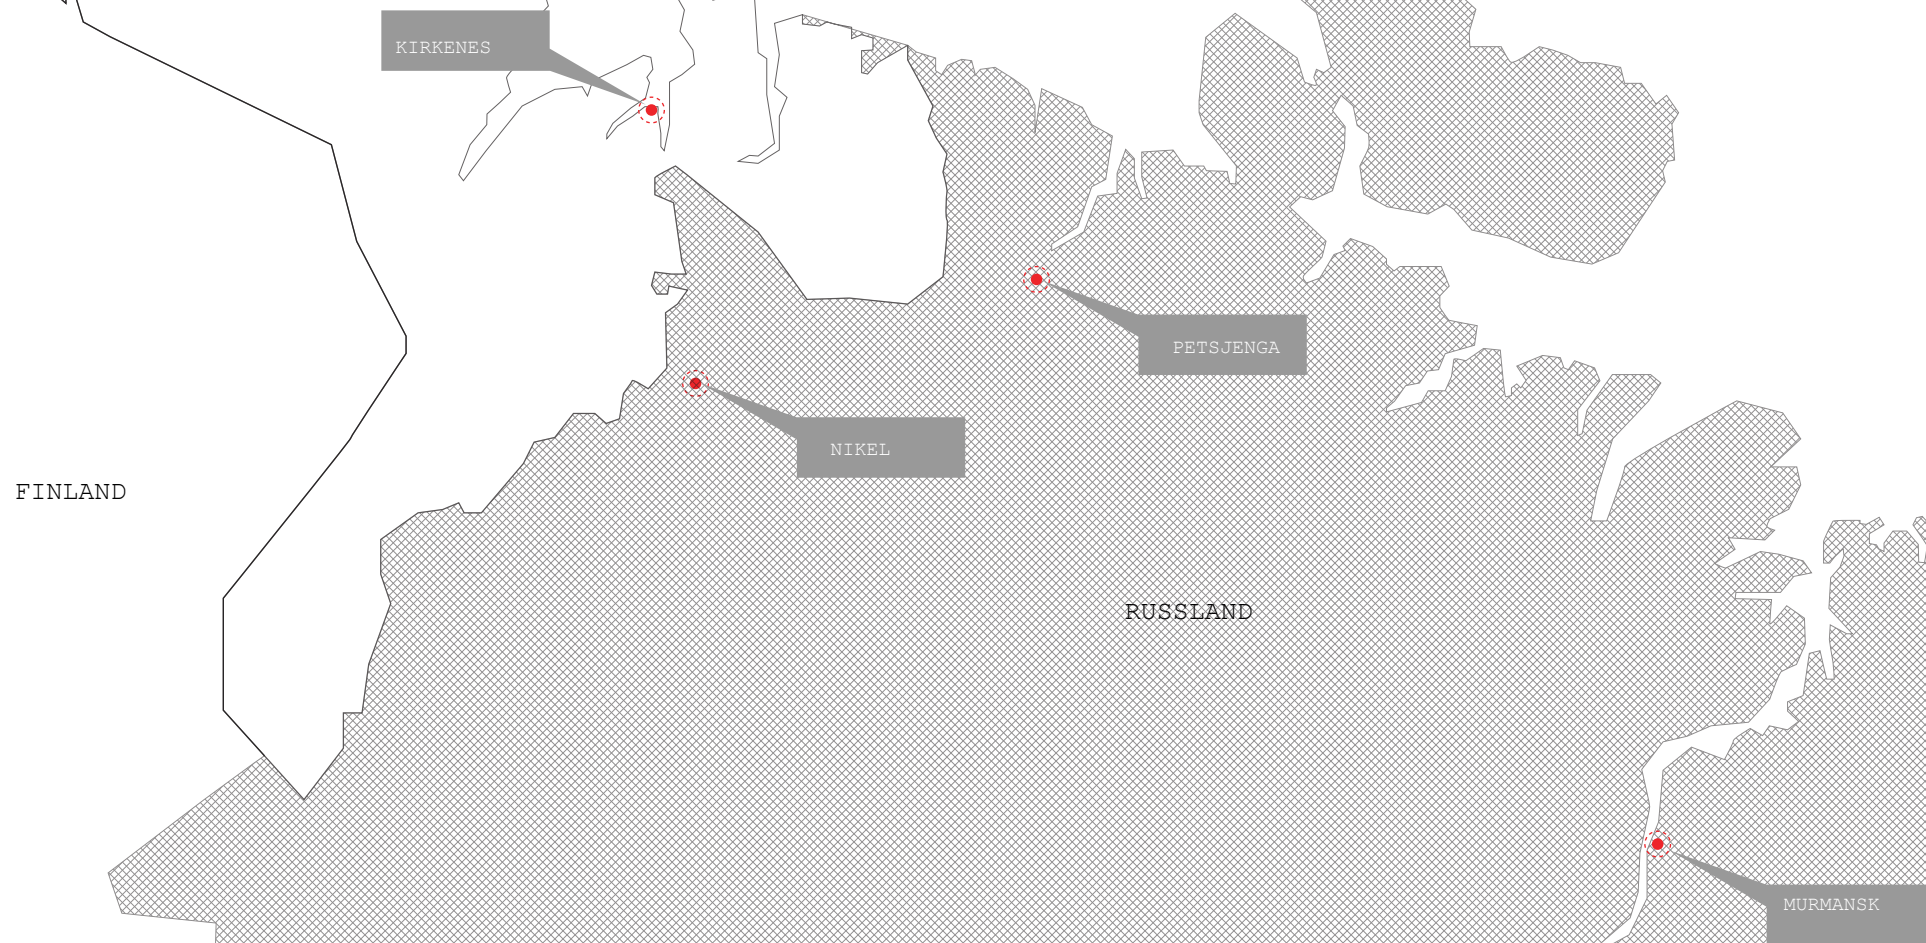 KIRKENES
PETSJENGA
NIKEL
FINLAND
RUSSLAND
MURMANSK